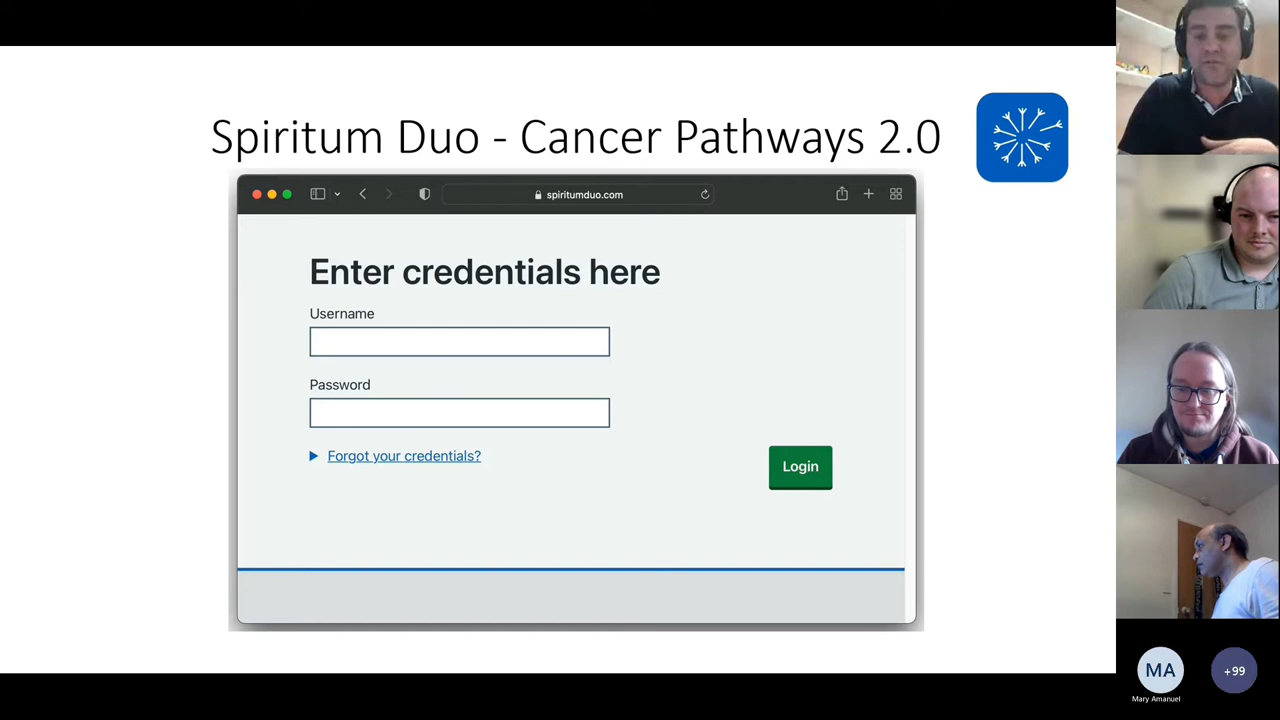 Spiritum Duo - Cancer Pathways 2.0
spiritumduo.com
Enter credentials here
Username
Password
Forgot your credentials?
Login
MA
+99
Mary Amanuel